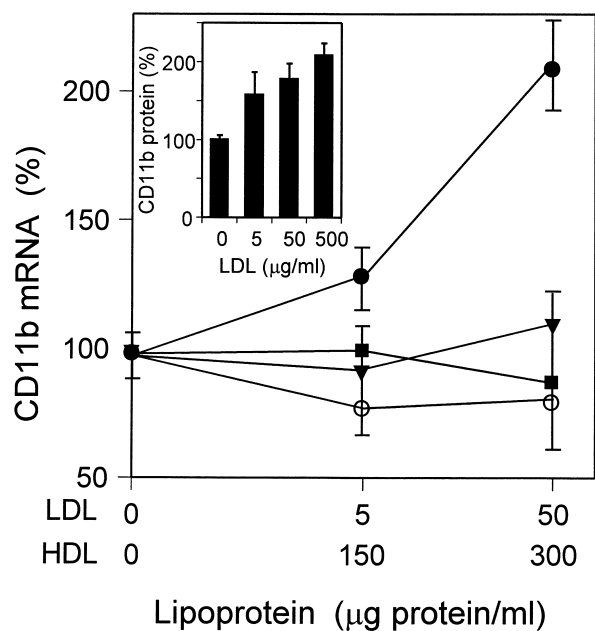 CD11b mRNA (%)
200
150
100
50
CD11b protein (%)
200
100
0
0 5 50 500
LDL (μg/ml)
LDL 0 5 50
HDL 0 150 300
Lipoprotein (μg protein/ml)